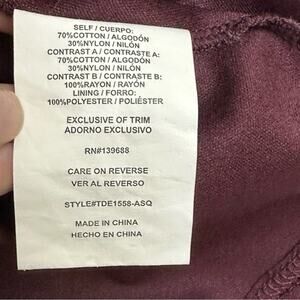 SELF / CUERPO:
70%COTTON / ALGODÓN
30%NYLON / NILÓN
CONTRAST A / CONTRASTE A:
70%COTTON / ALGODÓN
30%NYLON / NILÓN
CONTRAST B / CONTRASTE B:
100%RAYON / RAYÓN
LINING / FORRO:
100%POLYESTER / POLIÉSTER
EXCLUSIVE OF TRIM
ADORNO EXCLUSIVO
RN#139688
CARE ON REVERSE
VER AL REVERSO
STYLE#TDE1558-ASQ
MADE IN CHINA
HECHO EN CHINA